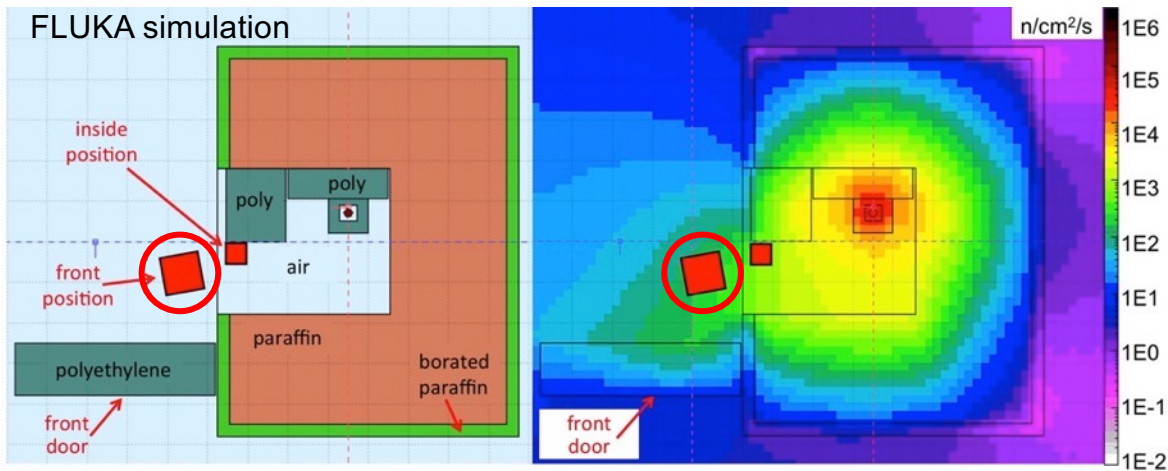 FLUKA simulation
inside
position
poly
poly
front
position
air
paraffin
polyethylene
borated
paraffin
front
door
n/cm²/s
1E6
1E5
1E4
1E3
1E2
1E1
1E0
1E-1
1E-2
front
door